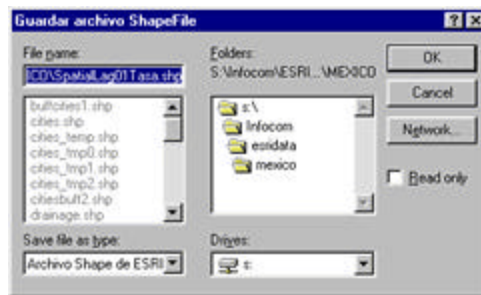 Guardar archivo ShapeFile
File name:
ICO\SpatialLag01Tasa.shp
buffcities1.shp
cities.shp
cities_temp.shp
cities_tmp0.shp
cities_tmp1.shp
cities_tmp2.shp
citiesbuft2.shp
drainage.shp
Save file as type:
Archivo Shape de ESRI
Folders:
S:\Infocom\ESRI...\MEXICO
s:\
Infocom
esridata
mexico
Drives:
s:
OK
Cancel
Network...
Read only